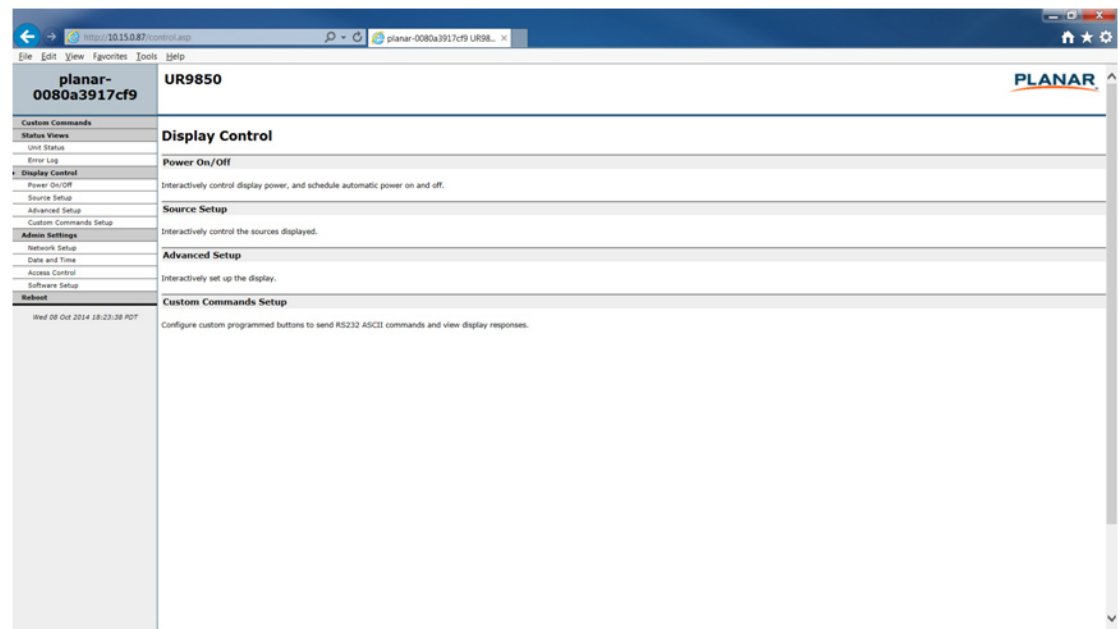 http://10.15.0.87/control.asp
planar-0080a3917cf9 UR98...
File Edit View Favorites Tools Help
planar-
0080a3917cf9
UR9850
PLANAR
Custom Commands
Status Views
Unit Status
Error Log
Display Control
Power On/Off
Source Setup
Advanced Setup
Custom Commands Setup
Admin Settings
Network Setup
Date and Time
Access Control
Software Setup
Reboot
Wed 08 Oct 2014 18:23:38 PDT
Display Control
Power On/Off
Interactively control display power, and schedule automatic power on and off.
Source Setup
Interactively control the sources displayed.
Advanced Setup
Interactively set up the display.
Custom Commands Setup
Configure custom programmed buttons to send RS232 ASCII commands and view display responses.